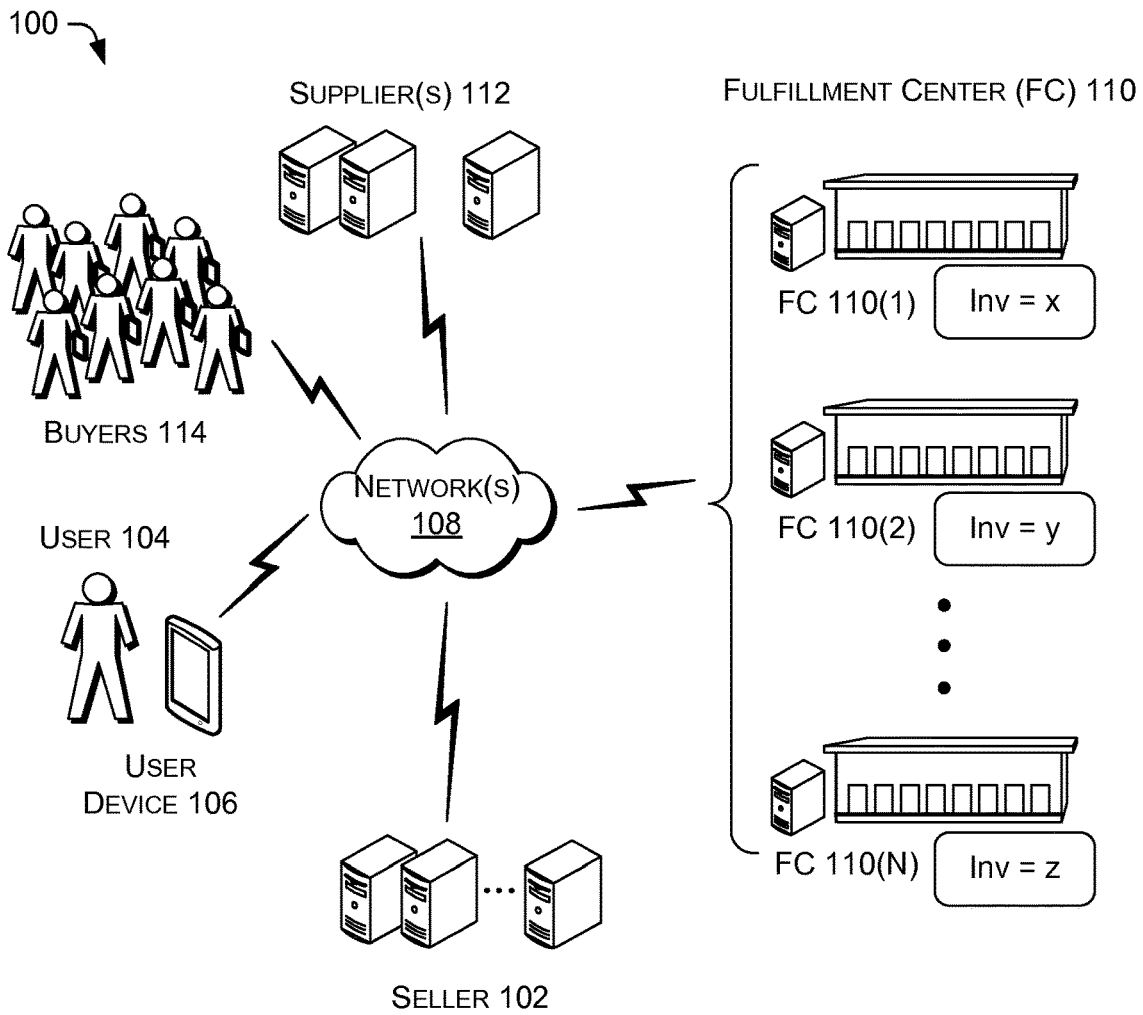 100
SUPPLIER(S) 112
FULFILLMENT CENTER (FC) 110
FC 110(1)
Inv = x
BUYERS 114
NETWORK(S)
108
FC 110(2)
Inv = y
USER 104
USER
DEVICE 106
FC 110(N)
Inv = z
SELLER 102